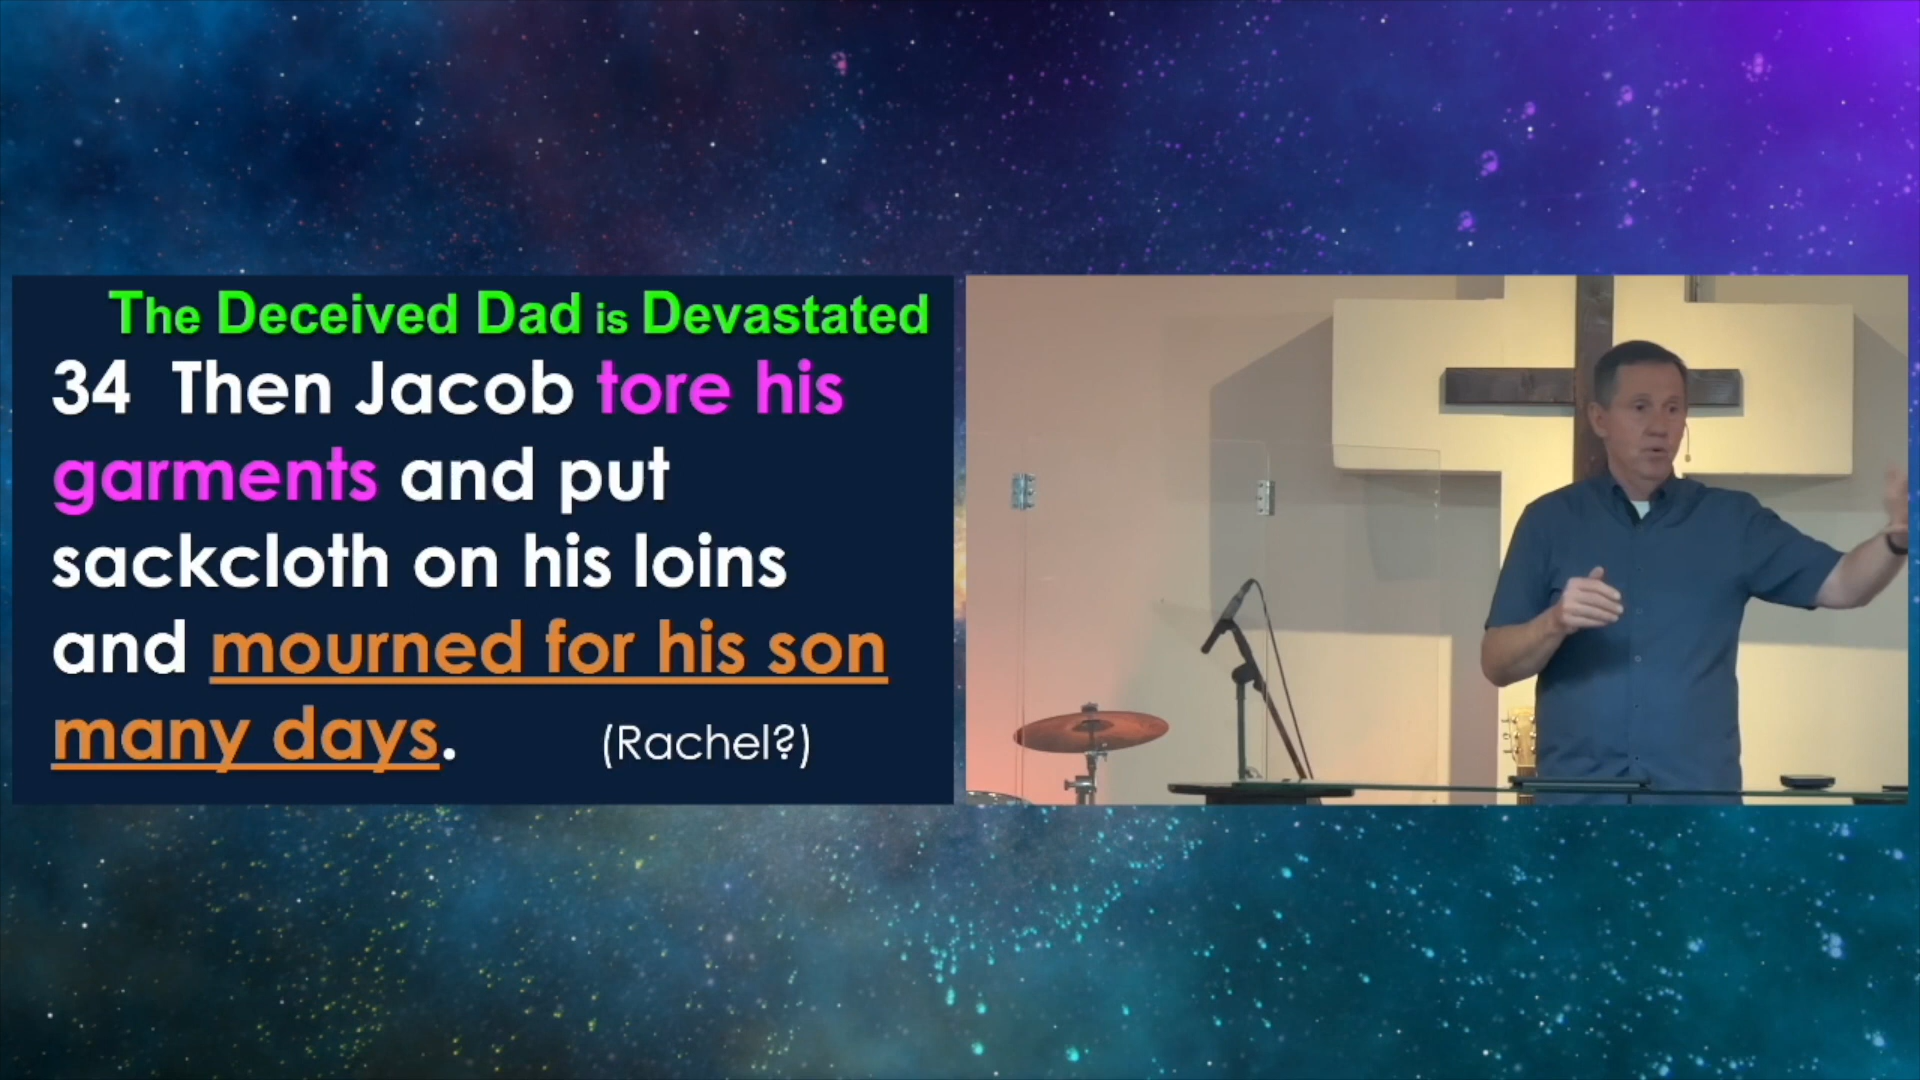 The Deceived Dad is Devastated
34 Then Jacob tore his
garments and put
sackcloth on his loins
and mourned for his son
many days. (Rachel?)